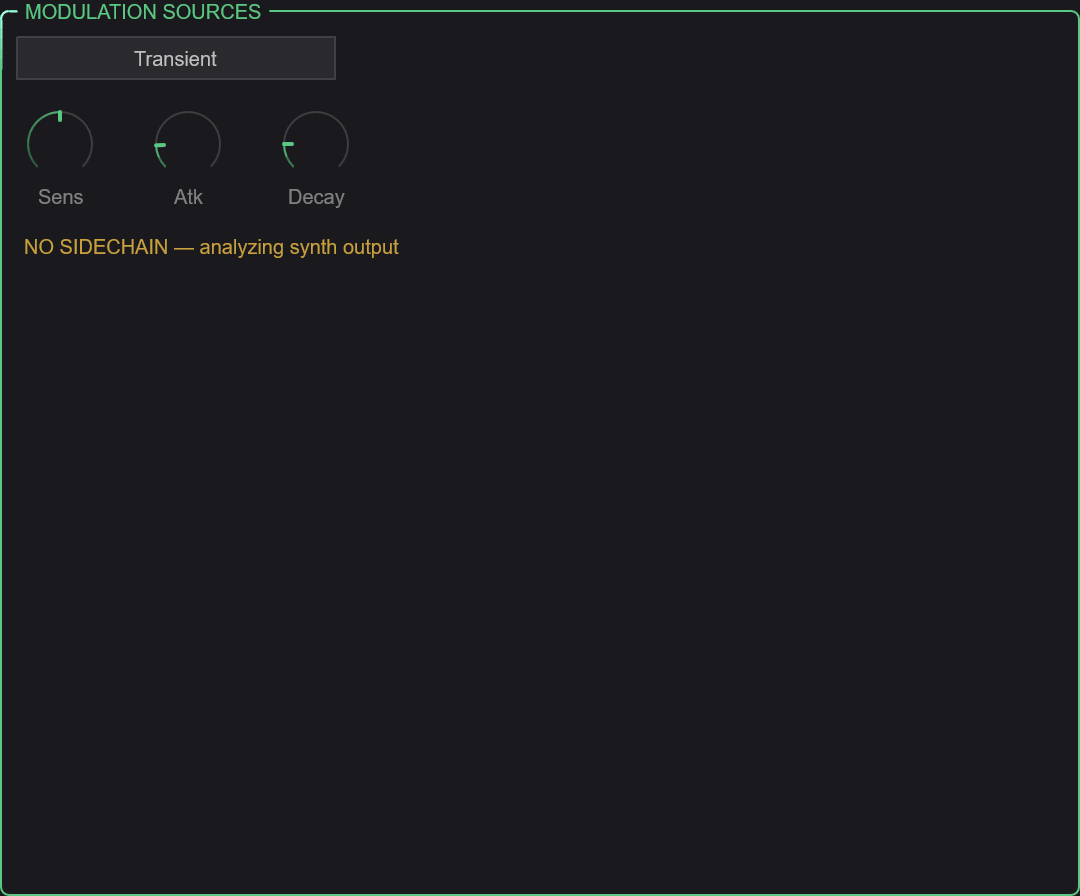 MODULATION SOURCES
Transient
Sens Atk Decay
NO SIDECHAIN — analyzing synth output